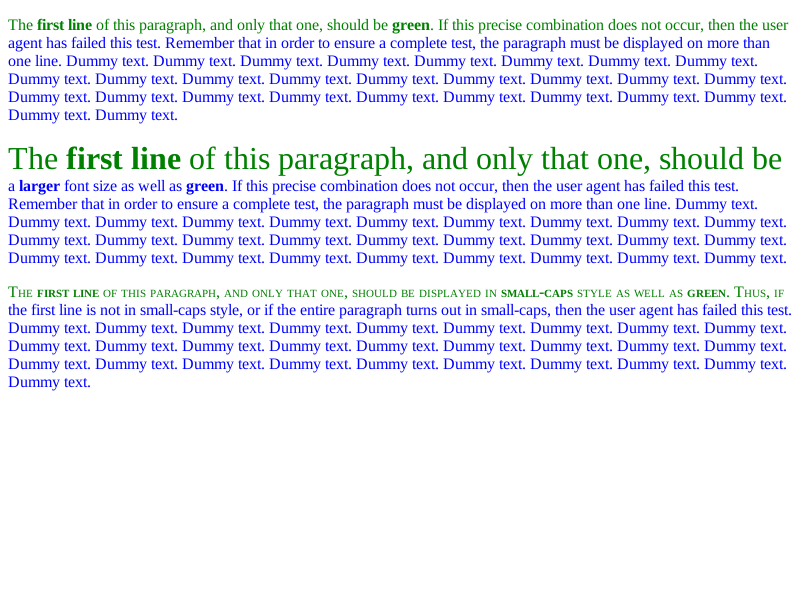 The first line of this paragraph, and only that one, should be green. If this precise combination does not occur, then the user
agent has failed this test. Remember that in order to ensure a complete test, the paragraph must be displayed on more than
one line. Dummy text. Dummy text. Dummy text. Dummy text. Dummy text. Dummy text. Dummy text. Dummy text.
Dummy text. Dummy text. Dummy text. Dummy text. Dummy text. Dummy text. Dummy text. Dummy text. Dummy text.
Dummy text. Dummy text. Dummy text. Dummy text. Dummy text. Dummy text. Dummy text. Dummy text. Dummy text.
Dummy text. Dummy text.
The first line of this paragraph, and only that one, should be
a larger font size as well as green. If this precise combination does not occur, then the user agent has failed this test.
Remember that in order to ensure a complete test, the paragraph must be displayed on more than one line. Dummy text.
Dummy text. Dummy text. Dummy text. Dummy text. Dummy text. Dummy text. Dummy text. Dummy text. Dummy text.
Dummy text. Dummy text. Dummy text. Dummy text. Dummy text. Dummy text. Dummy text. Dummy text. Dummy text.
Dummy text. Dummy text. Dummy text. Dummy text. Dummy text. Dummy text. Dummy text. Dummy text. Dummy text.
The first line of this paragraph, and only that one, should be displayed in small-caps style as well as green. Thus, if
the first line is not in small-caps style, or if the entire paragraph turns out in small-caps, then the user agent has failed this test.
Dummy text. Dummy text. Dummy text. Dummy text. Dummy text. Dummy text. Dummy text. Dummy text. Dummy text.
Dummy text. Dummy text. Dummy text. Dummy text. Dummy text. Dummy text. Dummy text. Dummy text. Dummy text.
Dummy text. Dummy text. Dummy text. Dummy text. Dummy text. Dummy text. Dummy text. Dummy text. Dummy text.
Dummy text.